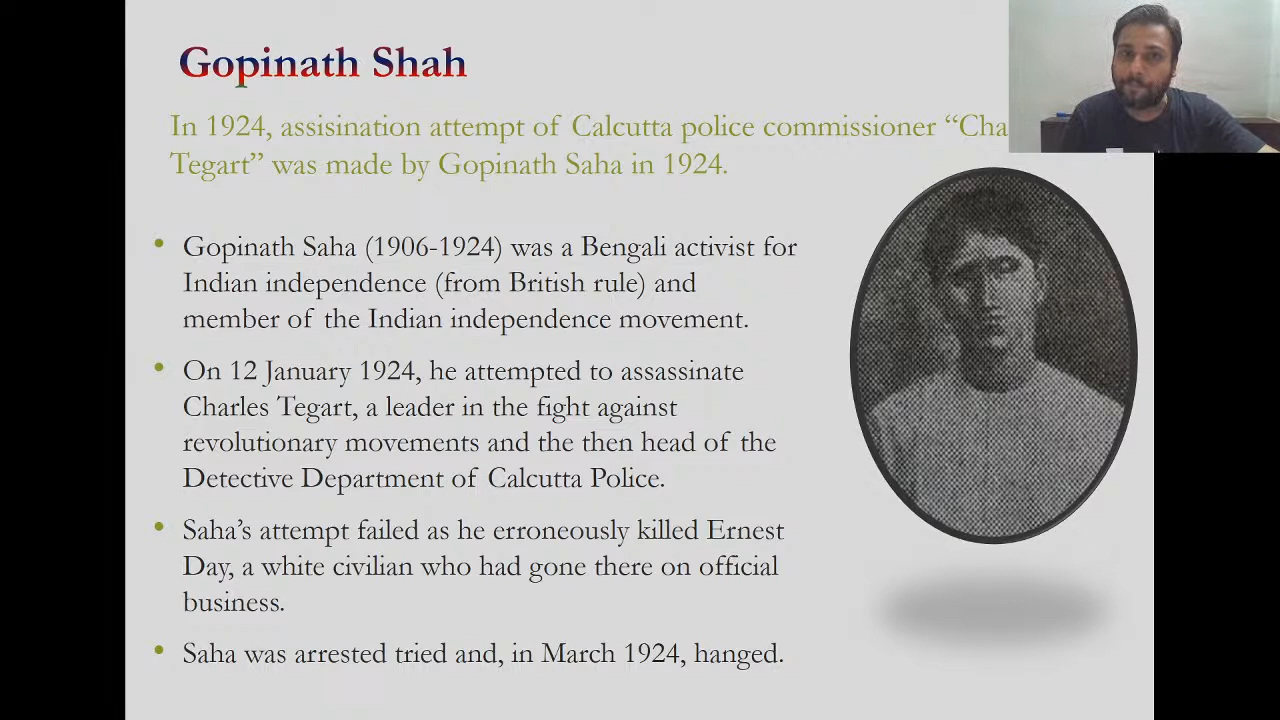 Gopinath Shah
In 1924, assisination attempt of Calcutta police commissioner “Cha
Tegart” was made by Gopinath Saha in 1924.
• Gopinath Saha (1906-1924) was a Bengali activist for
Indian independence (from British rule) and
member of the Indian independence movement.
• On 12 January 1924, he attempted to assassinate
Charles Tegart, a leader in the fight against
revolutionary movements and the then head of the
Detective Department of Calcutta Police.
• Saha’s attempt failed as he erroneously killed Ernest
Day, a white civilian who had gone there on official
business.
• Saha was arrested tried and, in March 1924, hanged.